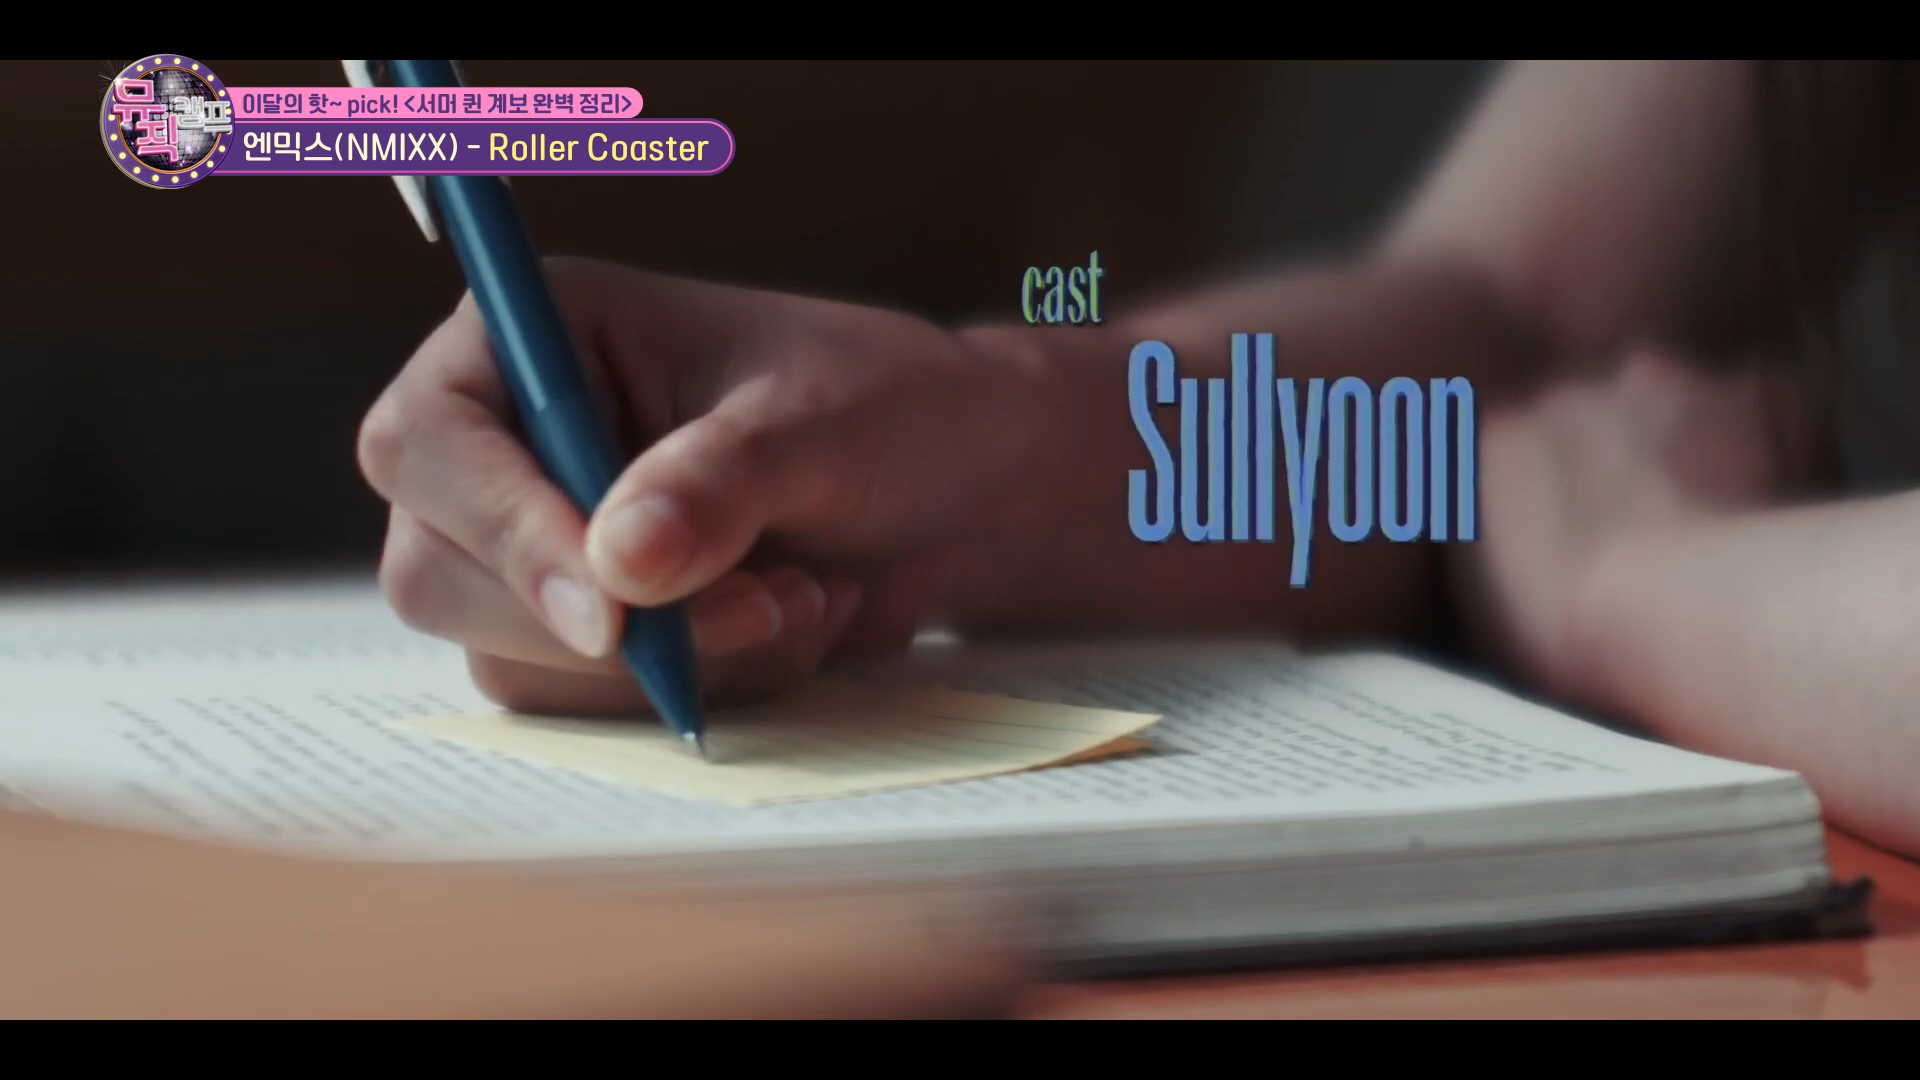 뮤직캠프
이달의 핫~ pick! <서머 퀸 계보 완벽 정리>
엔믹스(NMIXX) - Roller Coaster
cast
Sullyoon